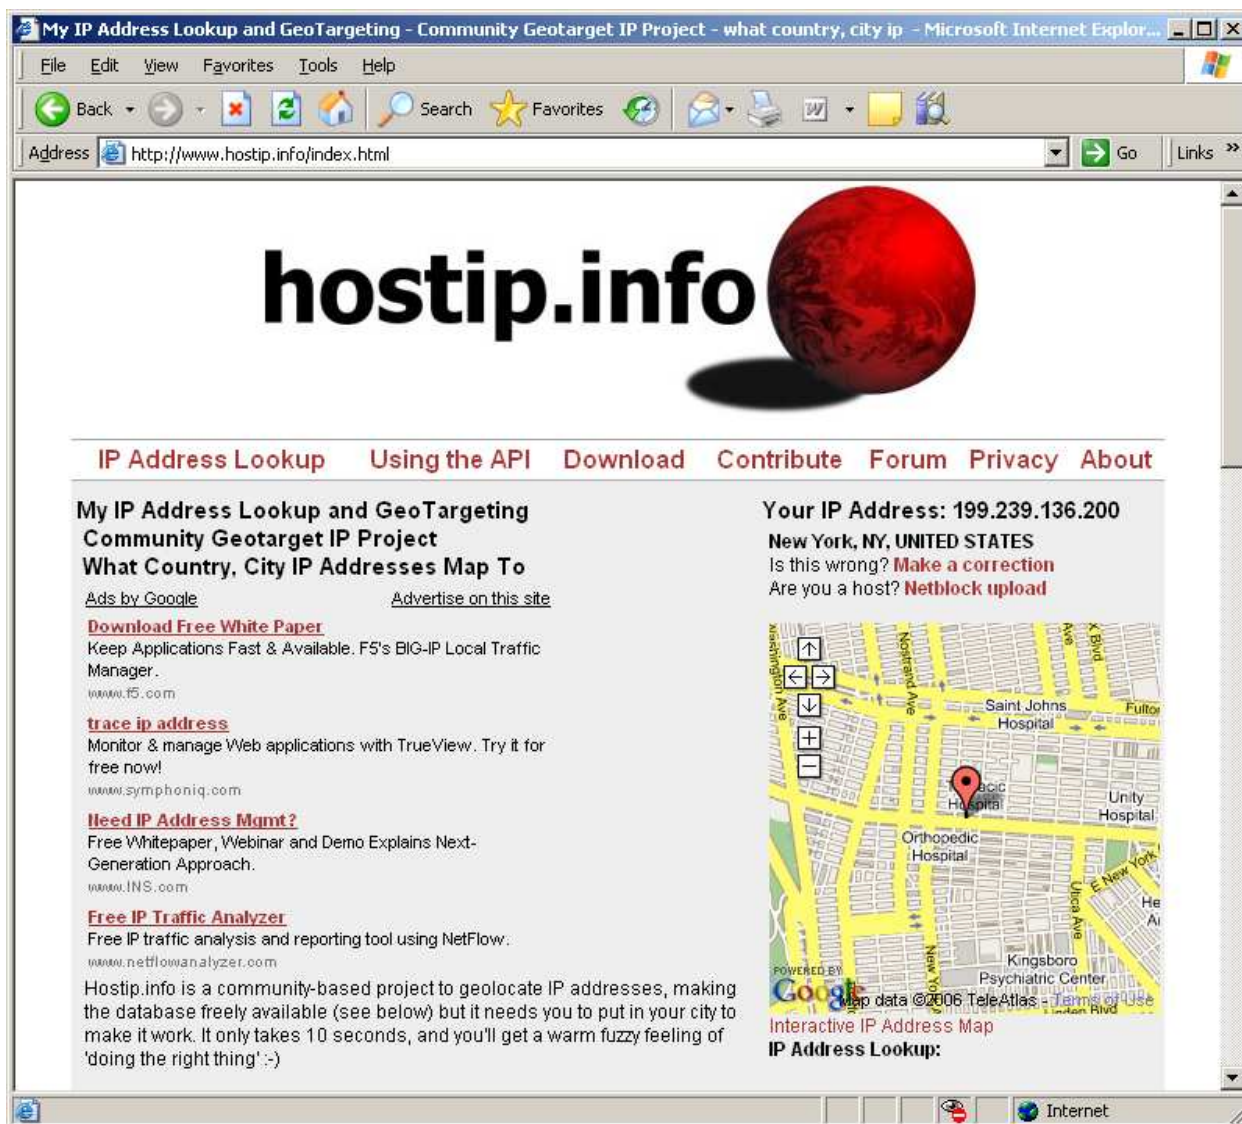 My IP Address Lookup and GeoTargeting - Community Geotarget IP Project - what country, city ip - Microsoft Internet Explor...
File Edit View Favorites Tools Help
Back Search Favorites
Address http://www.hostip.info/index.html Go Links »
hostip.info
IP Address Lookup Using the API Download Contribute Forum Privacy About
My IP Address Lookup and GeoTargeting
Community Geotarget IP Project
What Country, City IP Addresses Map To
Ads by Google Advertise on this site
Download Free White Paper
Keep Applications Fast & Available. F5's BIG-IP Local Traffic
Manager.
www.f5.com
trace ip address
Monitor & manage Web applications with TrueView. Try it for
free now!
www.symphoniq.com
Need IP Address Mgmt?
Free Whitepaper, Webinar and Demo Explains Next-
Generation Approach.
www.INS.com
Free IP Traffic Analyzer
Free IP traffic analysis and reporting tool using NetFlow.
www.netflowanalyzer.com
Hostip.info is a community-based project to geolocate IP addresses, making
the database freely available (see below) but it needs you to put in your city to
make it work. It only takes 10 seconds, and you'll get a warm fuzzy feeling of
'doing the right thing' :-)
Your IP Address: 199.239.136.200
New York, NY, UNITED STATES
Is this wrong? Make a correction
Are you a host? Netblock upload
Nostrand Ave
Ave
Blvd
Saint Johns
Hospital
Fulton
Hospital
Unity
Hospital
Orthopedic
Hospital
E New York
Utica Ave
New Yo
Kingsboro
Psychiatric Center
POWERED BY
Google
Map data ©2006 TeleAtlas - Terms of Use
Linden Blvd
Interactive IP Address Map
IP Address Lookup:
Internet